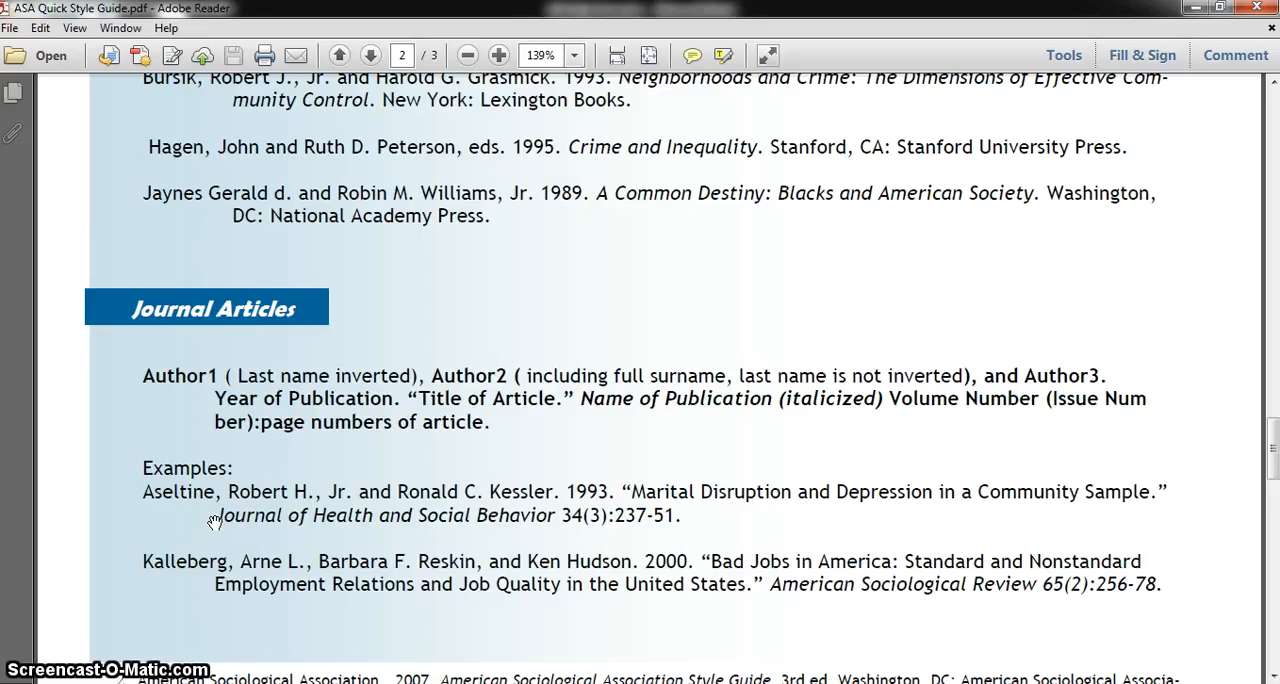 ASA Quick Style Guide.pdf - Adobe Reader
File Edit View Window Help
Open 2 / 3 139% Tools Fill & Sign Comment
Bursik, Robert J., Jr. and Harold G. Grasmick. 1993. Neighborhoods and Crime: The Dimensions of Effective Com-
munity Control. New York: Lexington Books.
Hagen, John and Ruth D. Peterson, eds. 1995. Crime and Inequality. Stanford, CA: Stanford University Press.
Jaynes Gerald d. and Robin M. Williams, Jr. 1989. A Common Destiny: Blacks and American Society. Washington,
DC: National Academy Press.
Journal Articles
Author1 ( Last name inverted), Author2 ( including full surname, last name is not inverted), and Author3.
Year of Publication. “Title of Article.” Name of Publication (italicized) Volume Number (Issue Num
ber):page numbers of article.
Examples:
Aseltine, Robert H., Jr. and Ronald C. Kessler. 1993. “Marital Disruption and Depression in a Community Sample.”
Journal of Health and Social Behavior 34(3):237-51.
Kalleberg, Arne L., Barbara F. Reskin, and Ken Hudson. 2000. “Bad Jobs in America: Standard and Nonstandard
Employment Relations and Job Quality in the United States.” American Sociological Review 65(2):256-78.
American Sociological Association. 2007. American Sociological Association Style Guide. 3rd ed. Washington, DC: American Sociological Associa-
Screencast-O-Matic.com